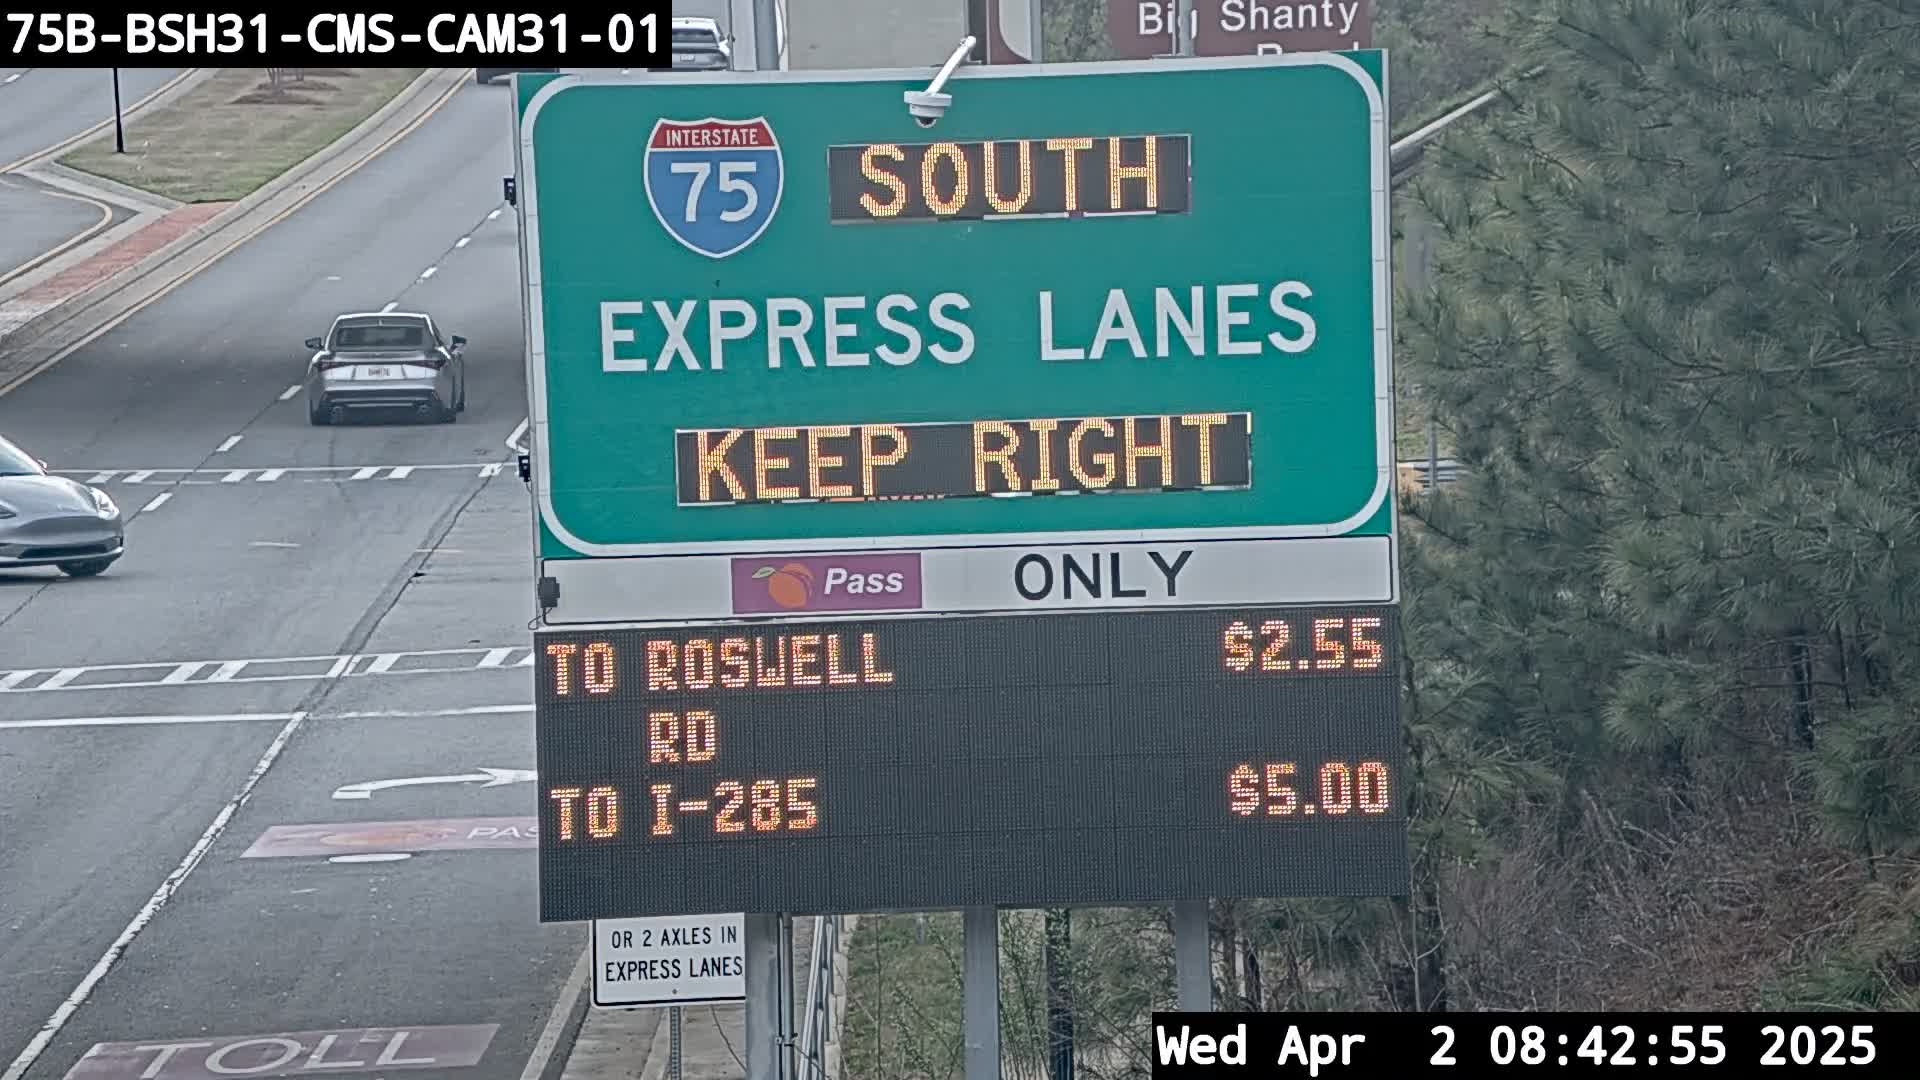 75B-BSH31-CMS-CAM31-01
Big Shanty
Road
INTERSTATE
75
SOUTH
EXPRESS LANES
KEEP RIGHT
Pass ONLY
TO ROSWELL $2.55
RD
TO I-285 $5.00
PAS
OR 2 AXLES IN
EXPRESS LANES
TOLL
Wed Apr 2 08:42:55 2025